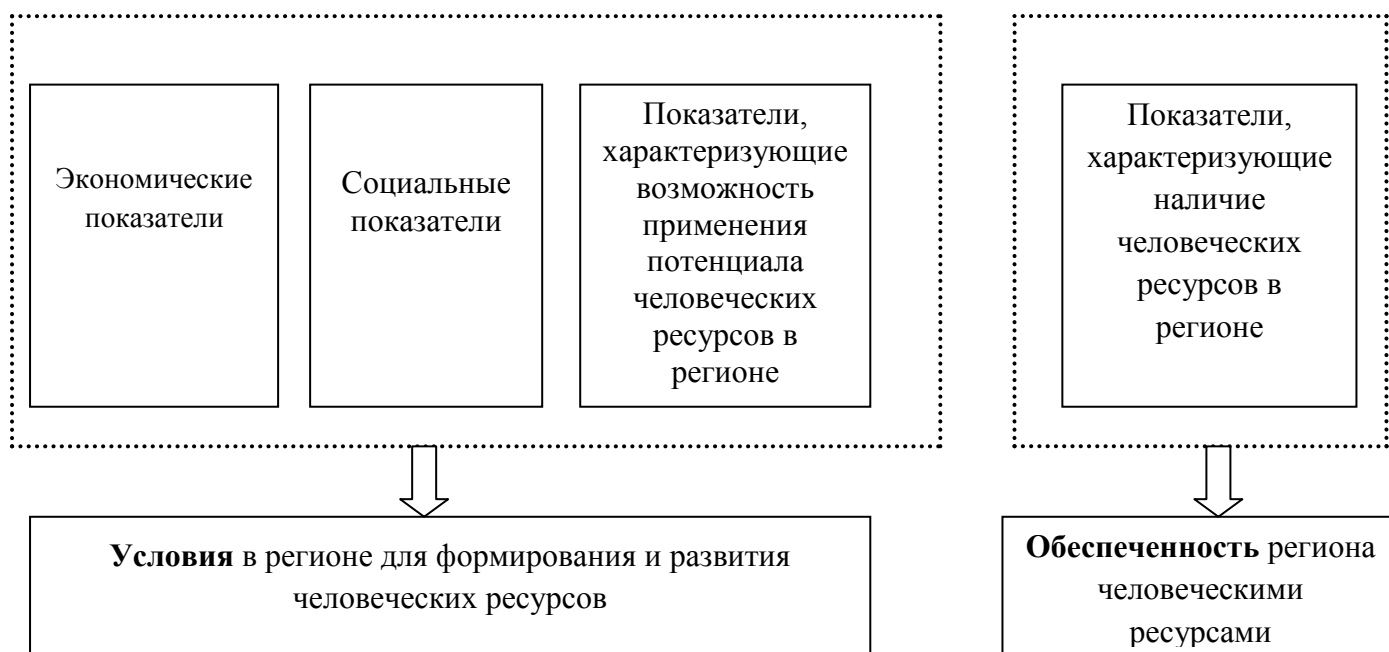 Экономические
показатели
Социальные
показатели
Показатели,
характеризующие
возможность
применения
потенциала
человеческих
ресурсов в
регионе
Показатели,
характеризующие
наличие
человеческих
ресурсов в
регионе
Условия в регионе для формирования и развития
человеческих ресурсов
Обеспеченность региона
человеческими
ресурсами